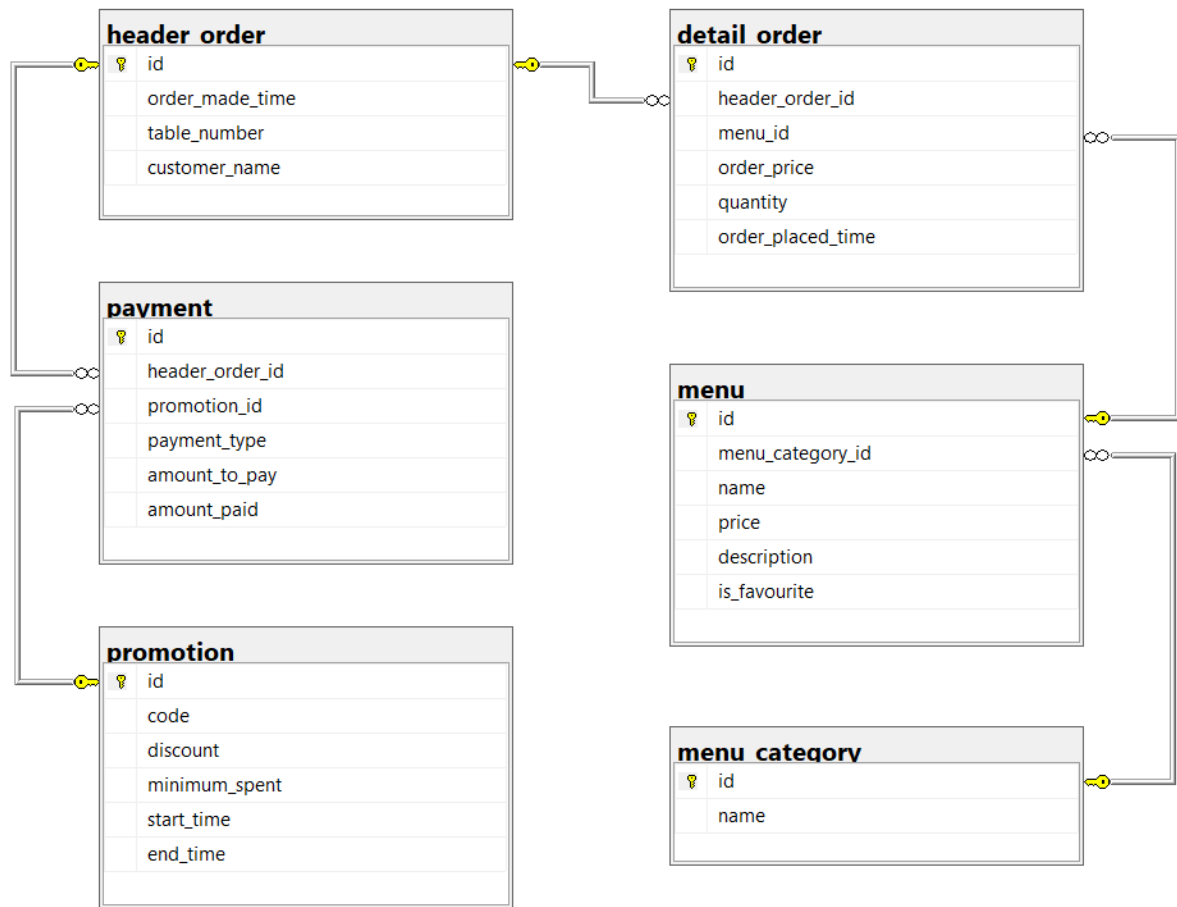 header_order
id
order_made_time
table_number
customer_name
payment
id
header_order_id
promotion_id
payment_type
amount_to_pay
amount_paid
promotion
id
code
discount
minimum_spent
start_time
end_time
detail_order
id
header_order_id
menu_id
order_price
quantity
order_placed_time
menu
id
menu_category_id
name
price
description
is_favourite
menu_category
id
name